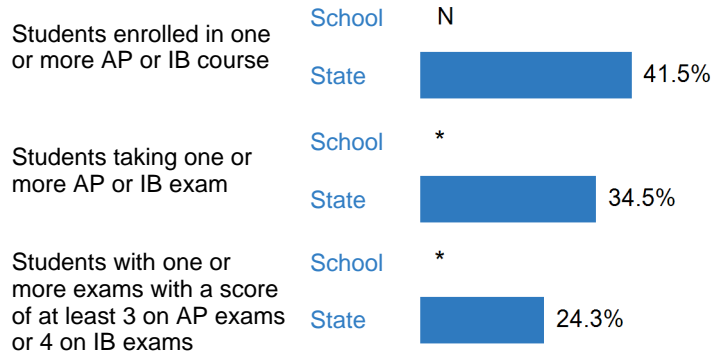 School N
Students enrolled in one
or more AP or IB course
State 41.5%
School *
Students taking one or
more AP or IB exam
State 34.5%
School *
Students with one or
more exams with a score
of at least 3 on AP exams
State 24.3%
or 4 on IB exams